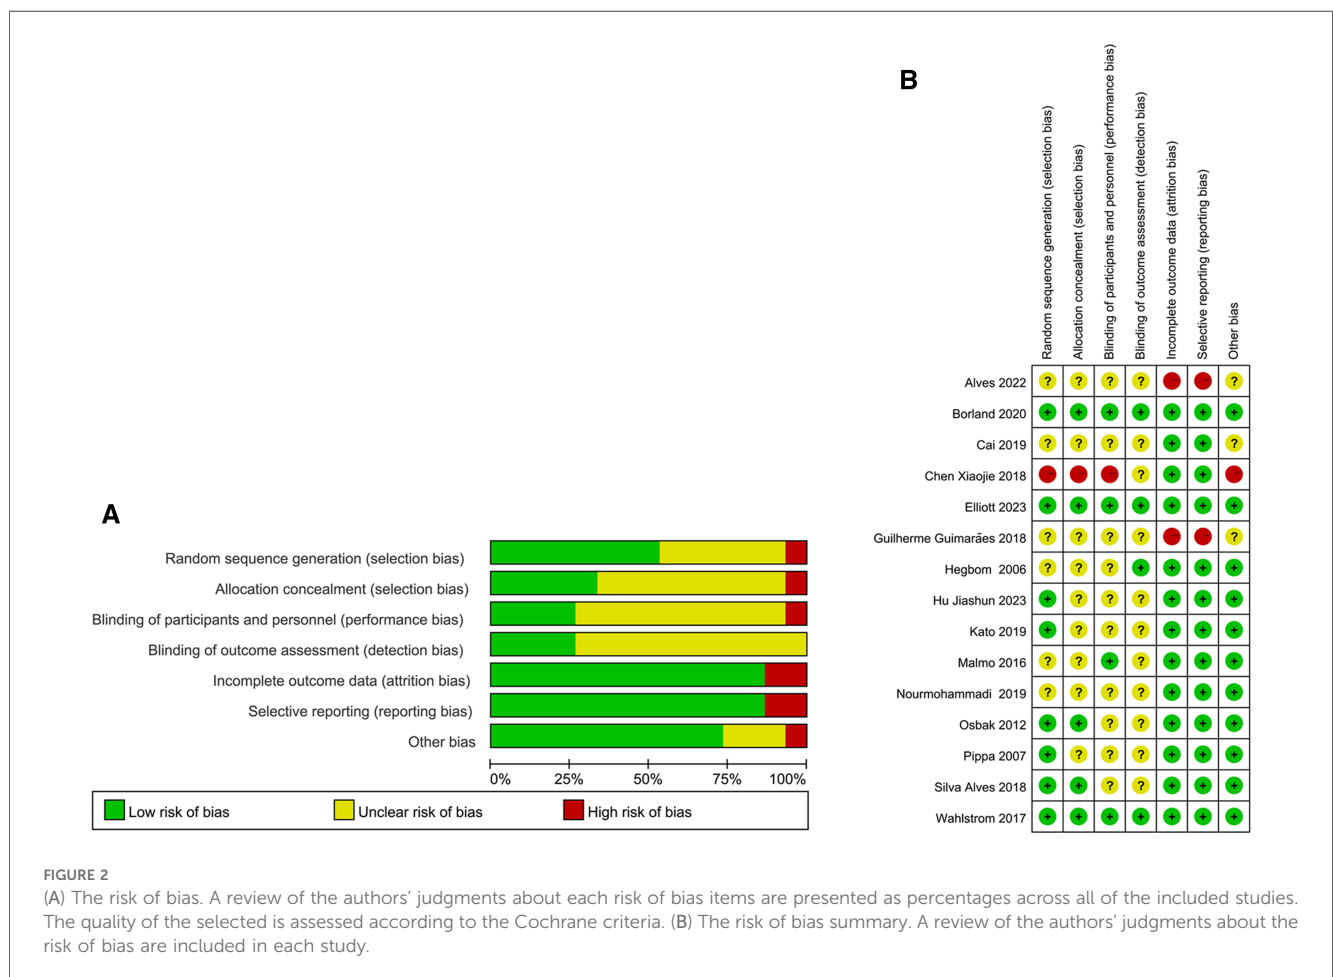 A
Random sequence generation (selection bias)
Allocation concealment (selection bias)
Blinding of participants and personnel (performance bias)
Blinding of outcome assessment (detection bias)
Incomplete outcome data (attrition bias)
Selective reporting (reporting bias)
Other bias
0% 25% 50% 75% 100%
Low risk of bias Unclear risk of bias High risk of bias
B
Random sequence generation (selection bias)
Allocation concealment (selection bias)
Blinding of participants and personnel (performance bias)
Blinding of outcome assessment (detection bias)
Incomplete outcome data (attrition bias)
Selective reporting (reporting bias)
Other bias
Alves 2022 ? ? ? ? - - ?
Borland 2020 + + + + + + +
Cai 2019 ? ? ? ? + + ?
Chen Xiaojie 2018 - - - ? + + -
Elliott 2023 + + + + + + +
Guilherme Guimarães 2018 ? ? ? ? - - ?
Hegbom 2006 ? ? ? + + + +
Hu Jiashun 2023 + ? ? ? + + +
Kato 2019 + ? ? ? + + +
Malmo 2016 ? ? + ? + + +
Nourmohammadi 2019 ? ? ? ? + + +
Osbak 2012 + + ? ? + + +
Pippa 2007 + ? ? ? + + +
Silva Alves 2018 + + ? ? + + +
Wahlstrom 2017 + + + + + + +
FIGURE 2
(A) The risk of bias. A review of the authors' judgments about each risk of bias items are presented as percentages across all of the included studies.
The quality of the selected is assessed according to the Cochrane criteria. (B) The risk of bias summary. A review of the authors' judgments about the
risk of bias are included in each study.